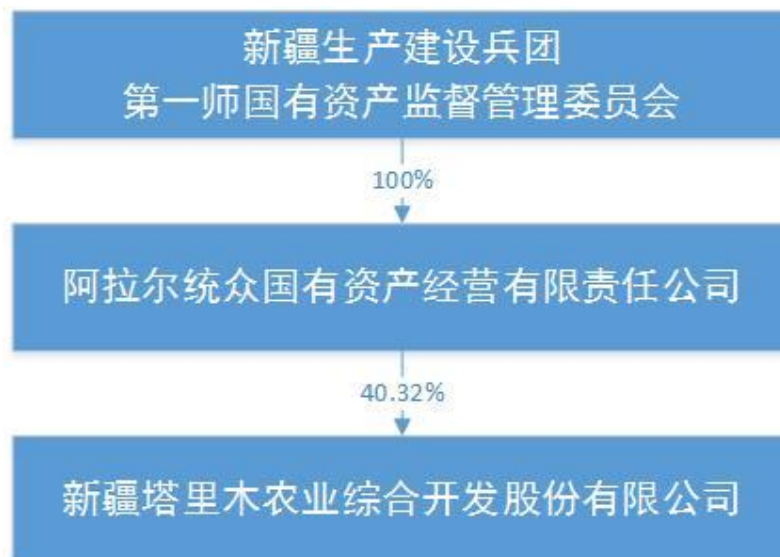 新疆生产建设兵团
第一师国有资产监督管理委员会
100%
阿拉尔统众国有资产经营有限责任公司
40.32%
新疆塔里木农业综合开发股份有限公司